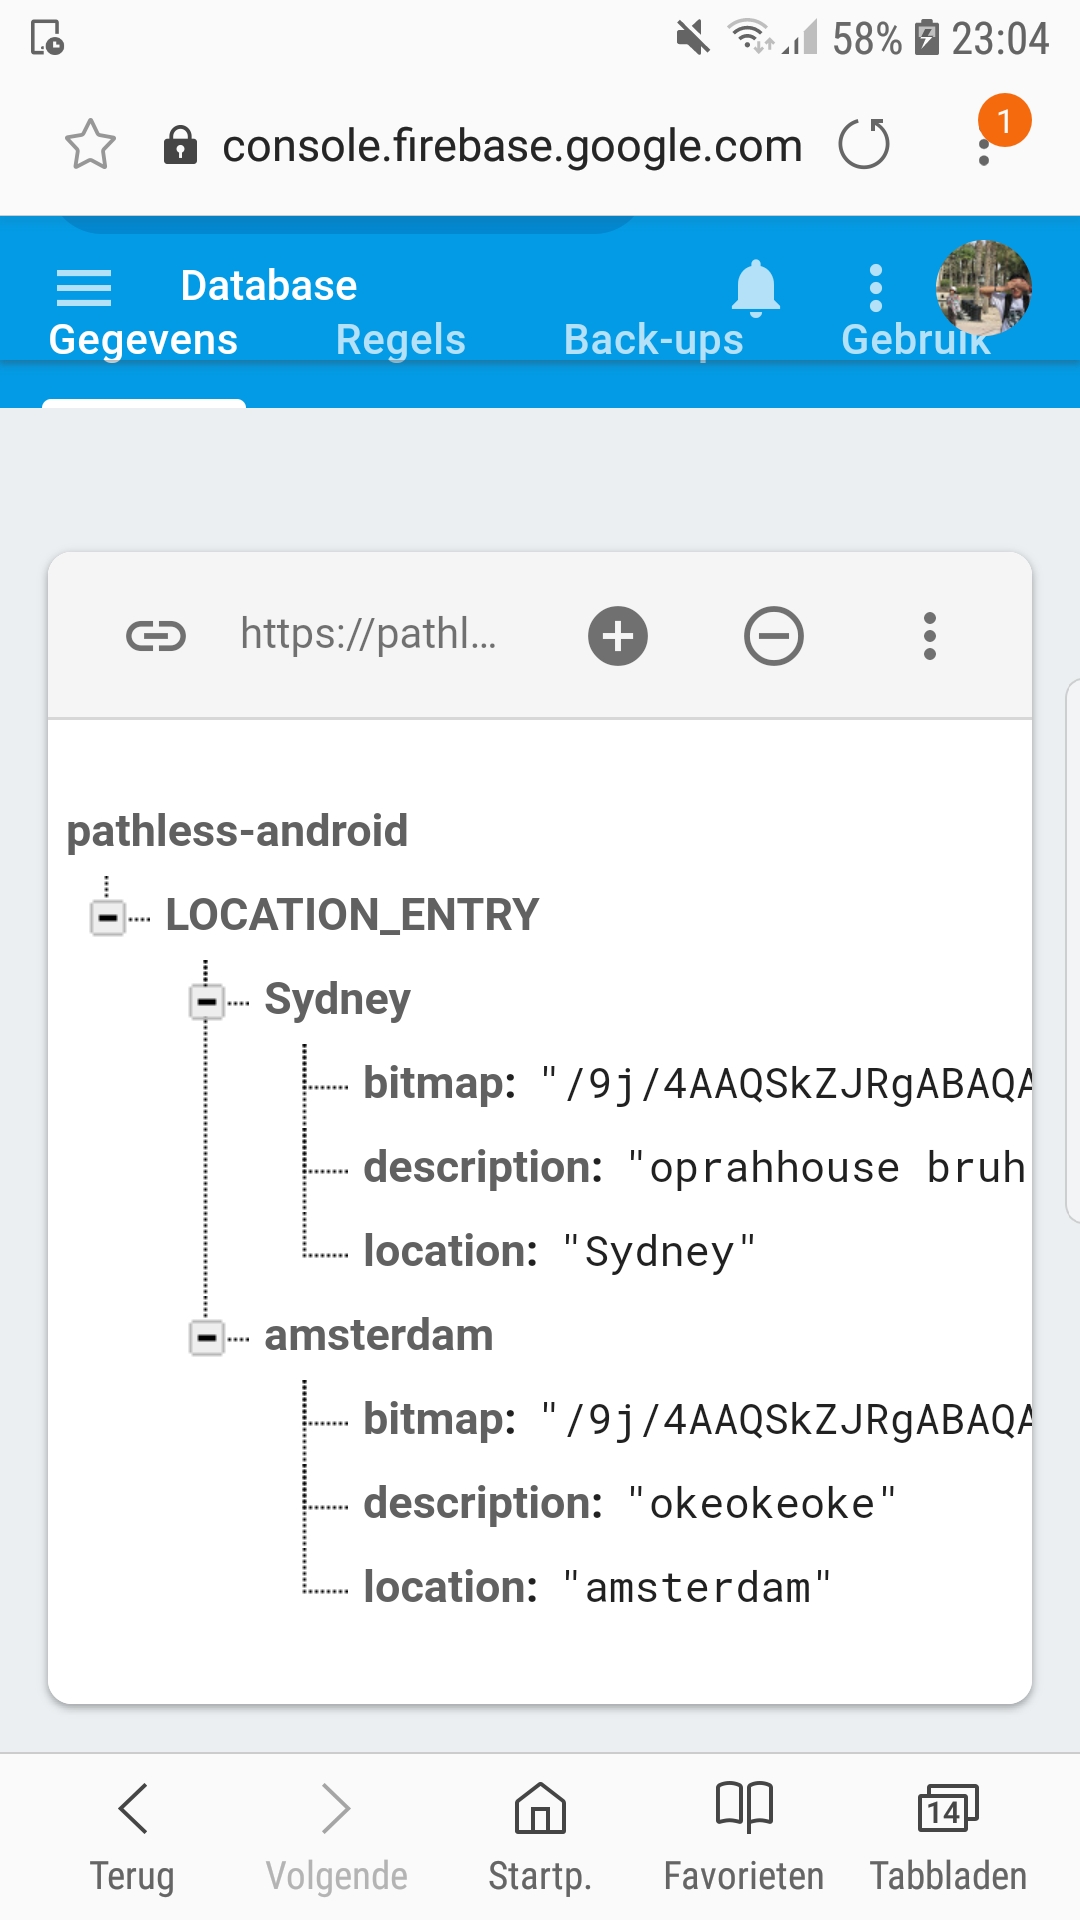 58% 23:04
console.firebase.google.com
1
Database
Gegevens Regels Back-ups Gebruik
https://pathl...
pathless-android
LOCATION_ENTRY
Sydney
bitmap: "/9j/4AAQSkZJRgABAQA
description: "oprahhouse bruh
location: "Sydney"
amsterdam
bitmap: "/9j/4AAQSkZJRgABAQA
description: "okeokeoke"
location: "amsterdam"
14
Terug Volgende Startp. Favorieten Tabbladen